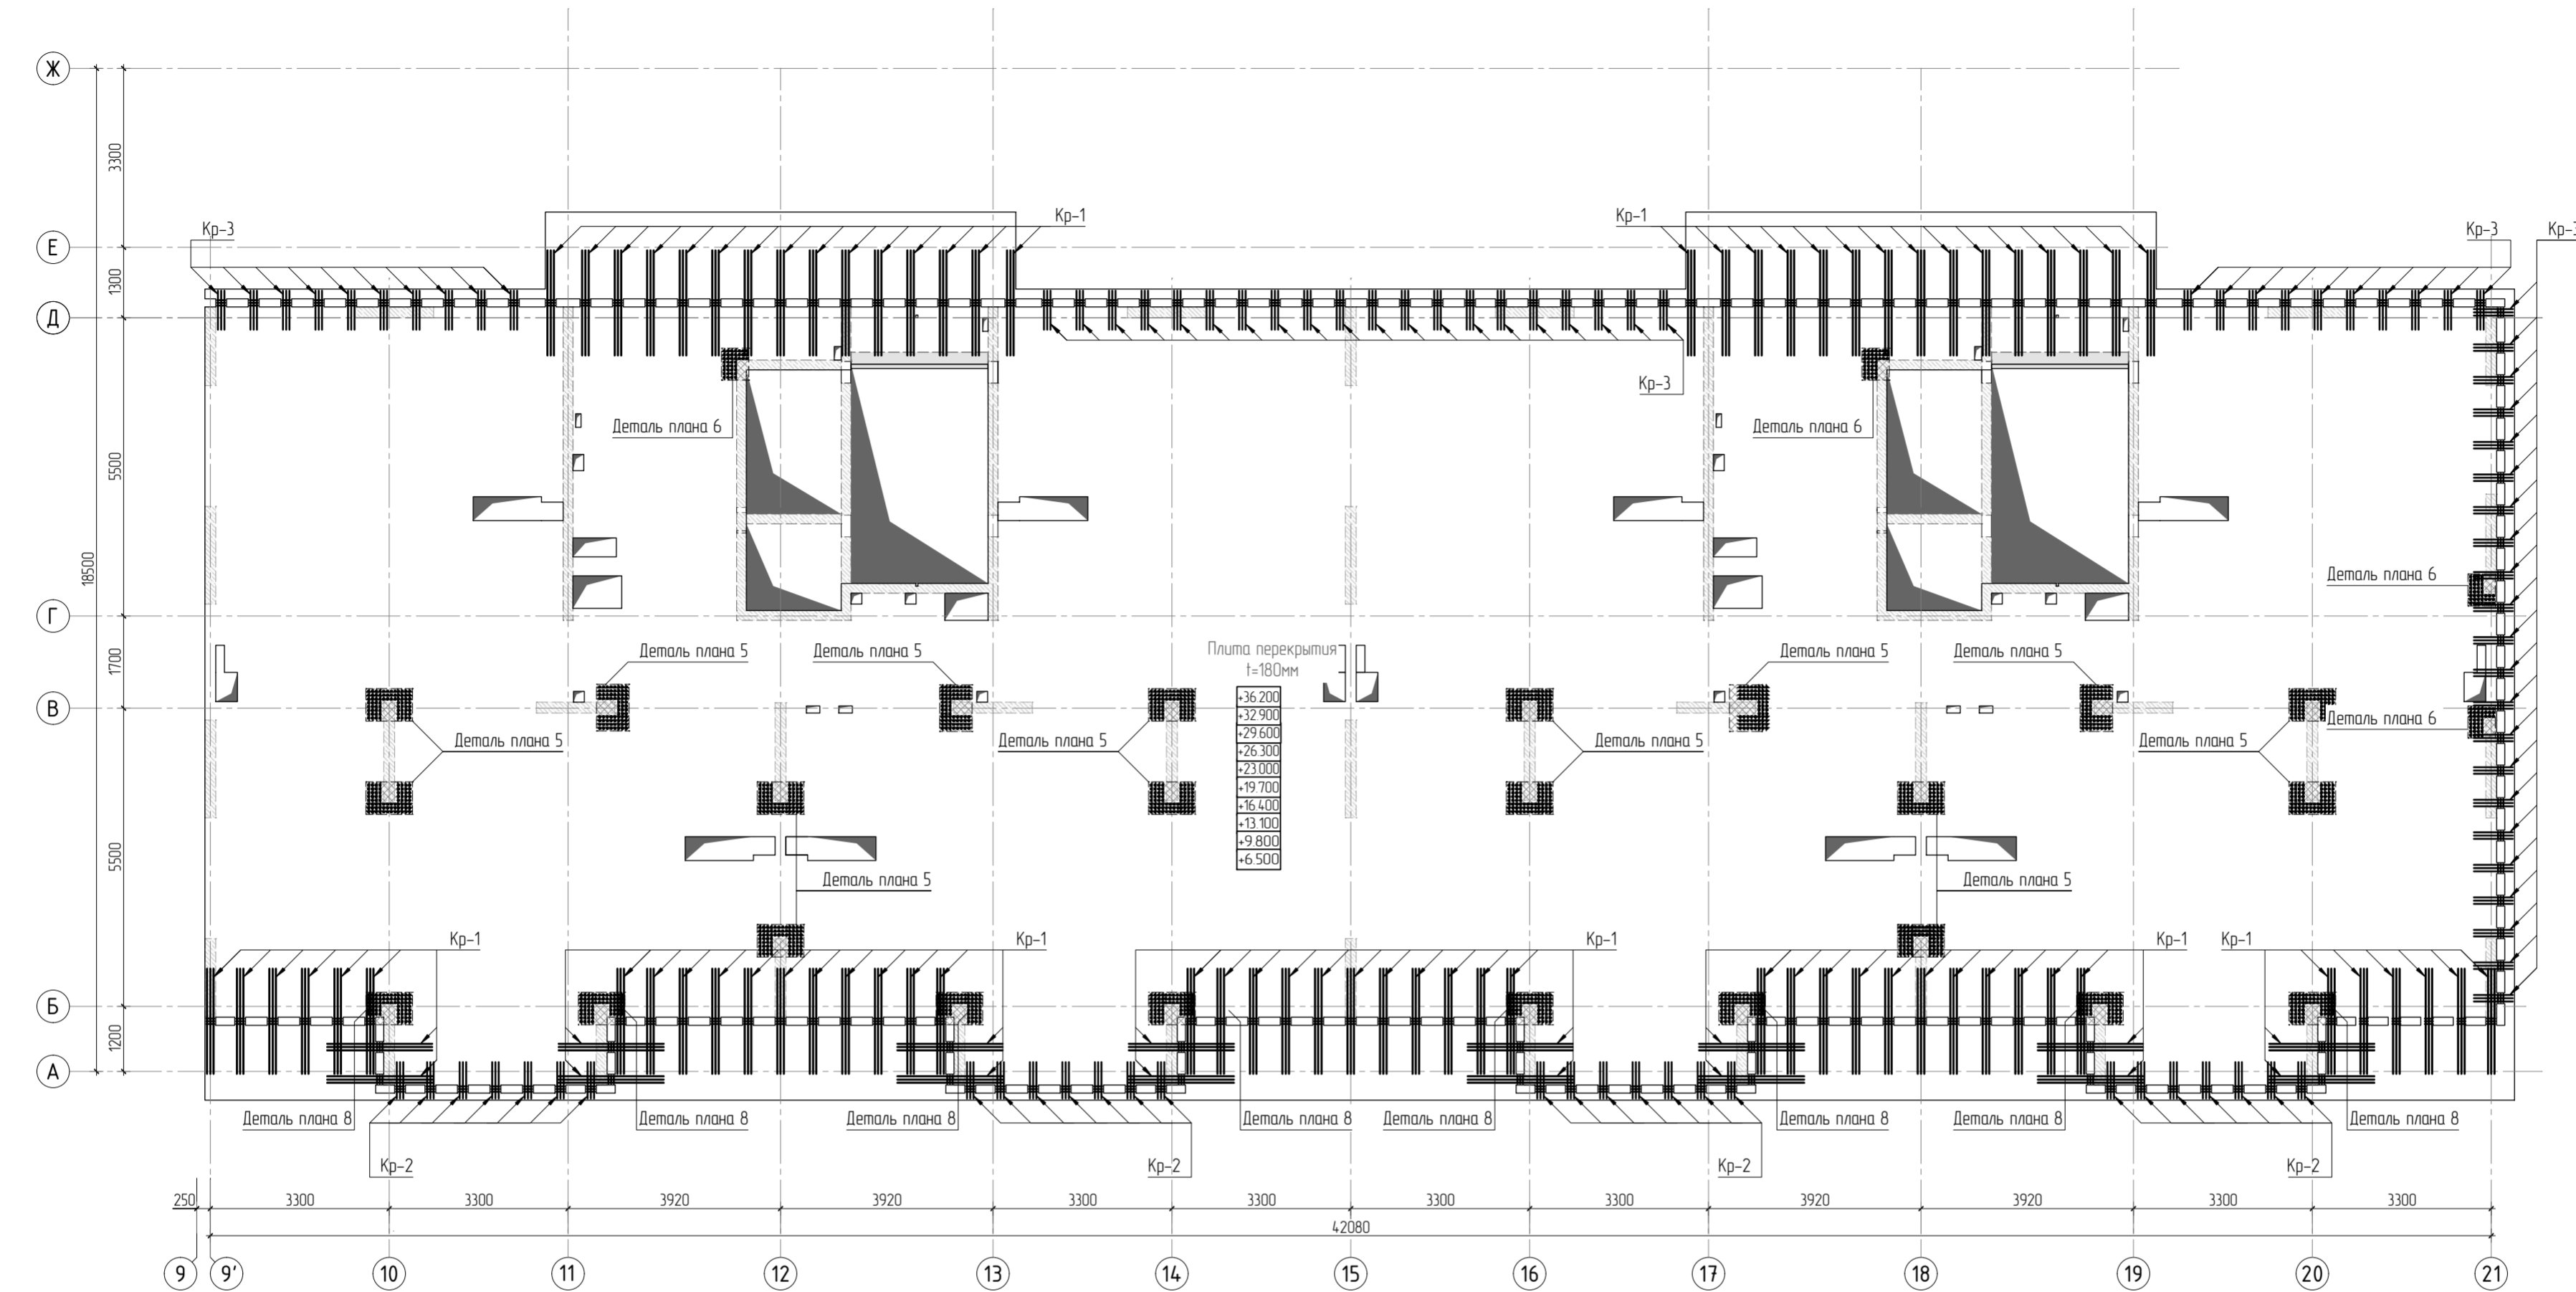 Ж
3300
Кр-1
Кр-1
Кр-3
Кр-3
Кр-3
Е
1300
Д
Кр-3
Деталь плана 6
Деталь плана 6
5500
18500
Деталь плана 6
Г
Деталь плана 5
Деталь плана 5
Плита перекрытия
t=180мм
Деталь плана 5
Деталь плана 5
1700
+36.200
В
+32.900
Деталь плана 6
+29.600
Деталь плана 5
Деталь плана 5
Деталь плана 5
Деталь плана 5
+26.300
+23.000
+19.700
+16.400
+13.100
+9.800
+6.500
5500
Деталь плана 5
Деталь плана 5
Кр-1
Кр-1
Кр-1
Кр-1
Кр-1
Б
1200
А
Деталь плана 8
Деталь плана 8
Деталь плана 8
Деталь плана 8
Деталь плана 8
Деталь плана 8
Деталь плана 8
Деталь плана 8
Кр-2
Кр-2
Кр-2
Кр-2
250
3300
3300
3920
3920
3300
3300
3300
3300
3920
3920
3300
3300
42080
9
9'
10
11
12
13
14
15
16
17
18
19
20
21